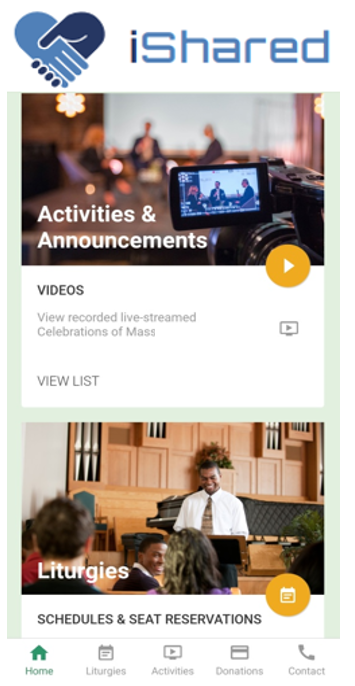 iShared
Activities &
Announcements
VIDEOS
View recorded live-streamed
Celebrations of Mass
VIEW LIST
Liturgies
SCHEDULES & SEAT RESERVATIONS
Home Liturgies Activities Donations Contact